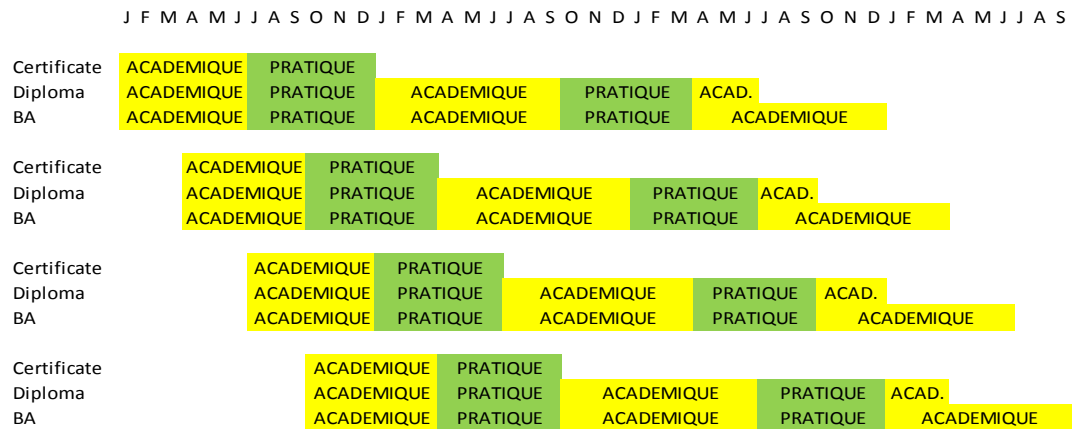 J F M A M J J A S O N D J F M A M J J A S O N D J F M A M J J A S O N D J F M A M J J A S
Certificate ACADEMIQUE PRATIQUE
Diploma ACADEMIQUE PRATIQUE ACADEMIQUE PRATIQUE ACAD.
BA ACADEMIQUE PRATIQUE ACADEMIQUE PRATIQUE ACADEMIQUE
Certificate ACADEMIQUE PRATIQUE
Diploma ACADEMIQUE PRATIQUE ACADEMIQUE PRATIQUE ACAD.
BA ACADEMIQUE PRATIQUE ACADEMIQUE PRATIQUE ACADEMIQUE
Certificate ACADEMIQUE PRATIQUE
Diploma ACADEMIQUE PRATIQUE ACADEMIQUE PRATIQUE ACAD.
BA ACADEMIQUE PRATIQUE ACADEMIQUE PRATIQUE ACADEMIQUE
Certificate ACADEMIQUE PRATIQUE
Diploma ACADEMIQUE PRATIQUE ACADEMIQUE PRATIQUE ACAD.
BA ACADEMIQUE PRATIQUE ACADEMIQUE PRATIQUE ACADEMIQUE